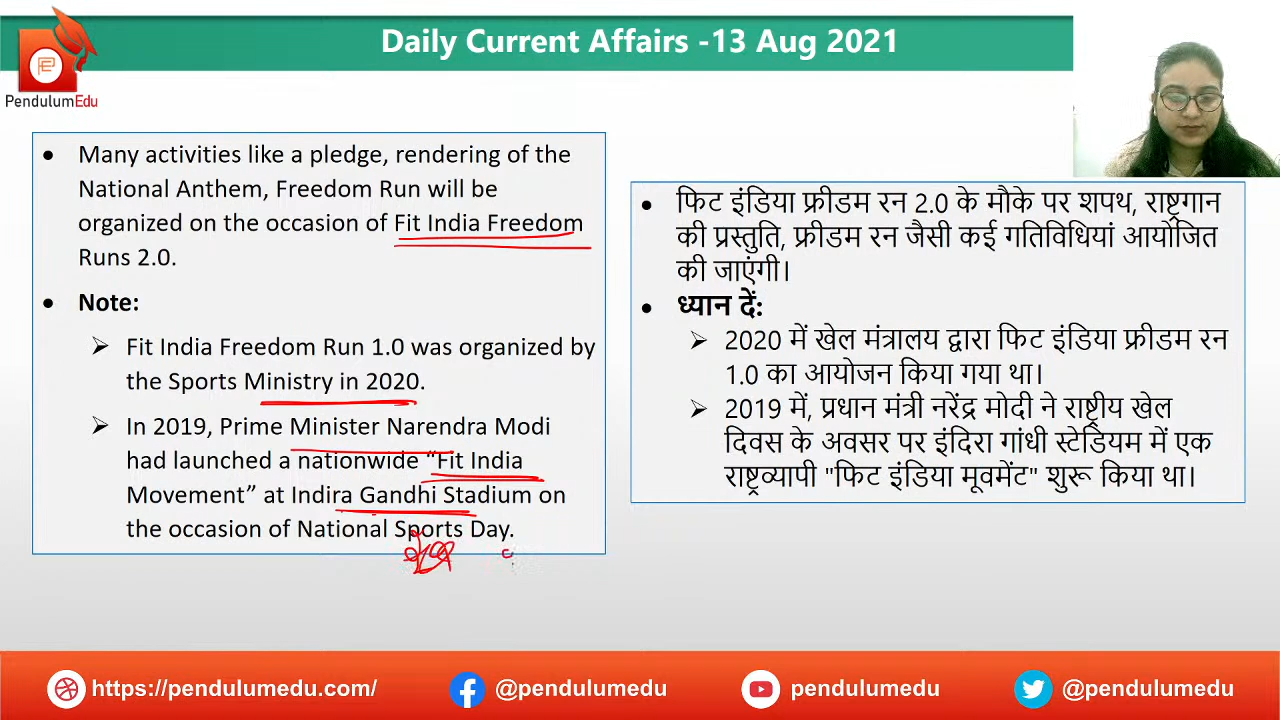 Daily Current Affairs -13 Aug 2021
PendulumEdu
Many activities like a pledge, rendering of the
National Anthem, Freedom Run will be
organized on the occasion of Fit India Freedom
Runs 2.0.
Note:
Fit India Freedom Run 1.0 was organized by
the Sports Ministry in 2020.
In 2019, Prime Minister Narendra Modi
had launched a nationwide “Fit India
Movement” at Indira Gandhi Stadium on
the occasion of National Sports Day.
फिट इंडिया फ्रीडम रन 2.0 के मौके पर शपथ, राष्ट्रगान
की प्रस्तुति, फ्रीडम रन जैसी कई गतिविधियां आयोजित
की जाएंगी।
ध्यान दें:
2020 में खेल मंत्रालय द्वारा फिट इंडिया फ्रीडम रन
1.0 का आयोजन किया गया था।
2019 में, प्रधान मंत्री नरेंद्र मोदी ने राष्ट्रीय खेल
दिवस के अवसर पर इंदिरा गांधी स्टेडियम में एक
राष्ट्रव्यापी "फिट इंडिया मूवमेंट" शुरू किया था।
https://pendulumedu.com/
@pendulumedu
pendulumedu
@pendulumedu